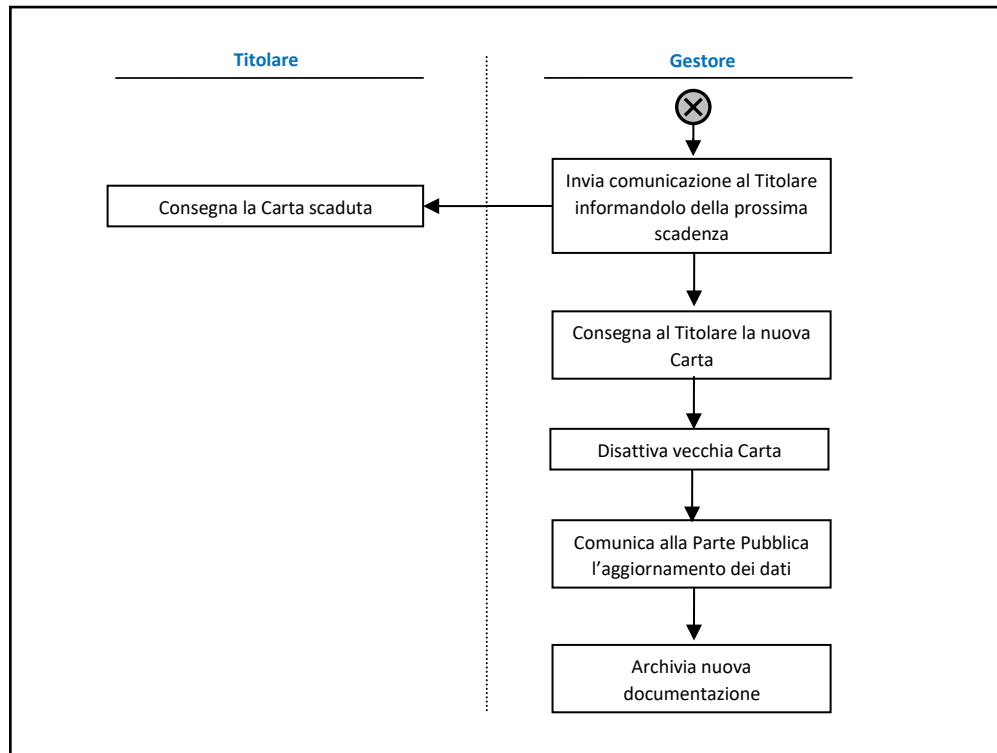 Titolare
Gestore
Invia comunicazione al Titolare
informandolo della prossima
scadenza
Consegna la Carta scaduta
Consegna al Titolare la nuova
Carta
Disattiva vecchia Carta
Comunica alla Parte Pubblica
l’aggiornamento dei dati
Archivia nuova
documentazione